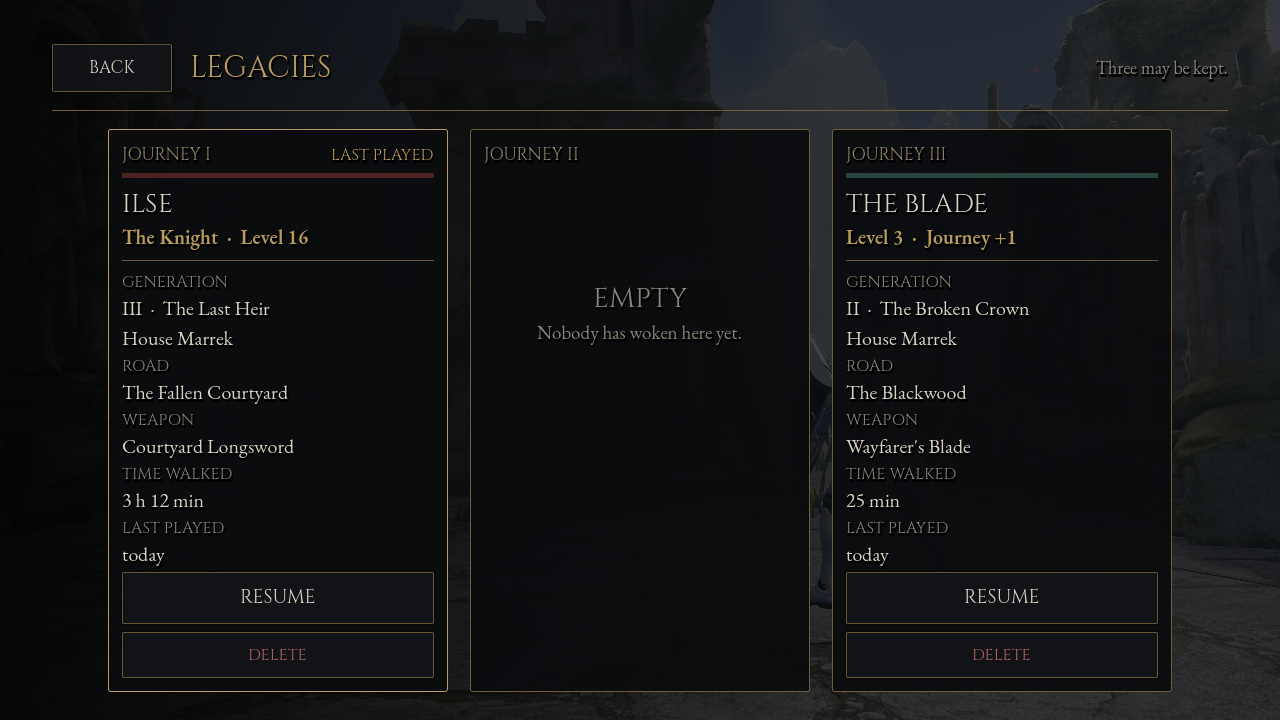 BACK
LEGACIES
Three may be kept.
JOURNEY I
LAST PLAYED
ILSE
The Knight · Level 16
GENERATION
III · The Last Heir
House Marrek
ROAD
The Fallen Courtyard
WEAPON
Courtyard Longsword
TIME WALKED
3 h 12 min
LAST PLAYED
today
RESUME
DELETE
JOURNEY II
EMPTY
Nobody has woken here yet.
JOURNEY III
THE BLADE
Level 3 · Journey +1
GENERATION
II · The Broken Crown
House Marrek
ROAD
The Blackwood
WEAPON
Wayfarer's Blade
TIME WALKED
25 min
LAST PLAYED
today
RESUME
DELETE